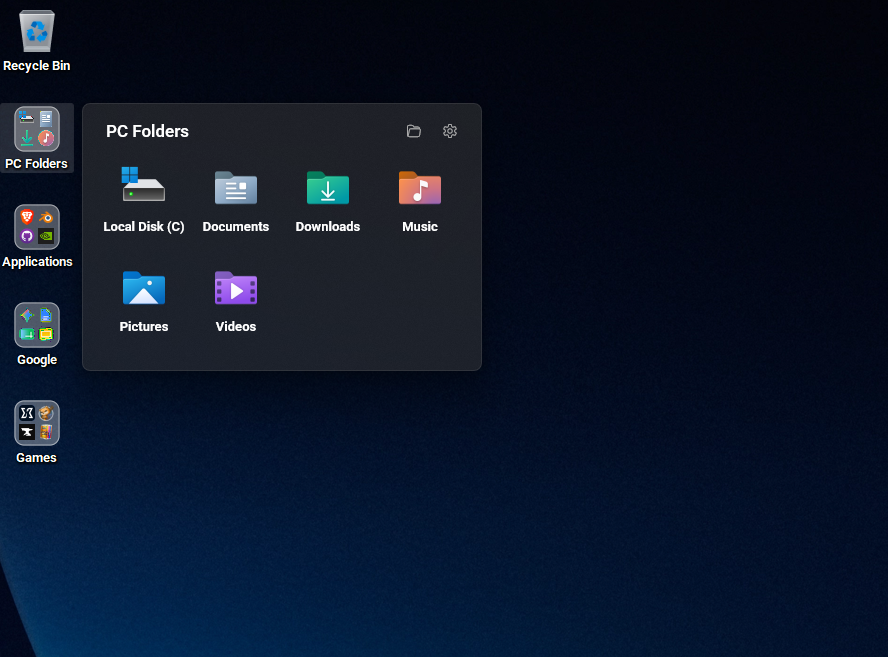 Recycle Bin
PC Folders
PC Folders
Local Disk (C)
Documents
Downloads
Music
Pictures
Videos
Applications
Google
Games